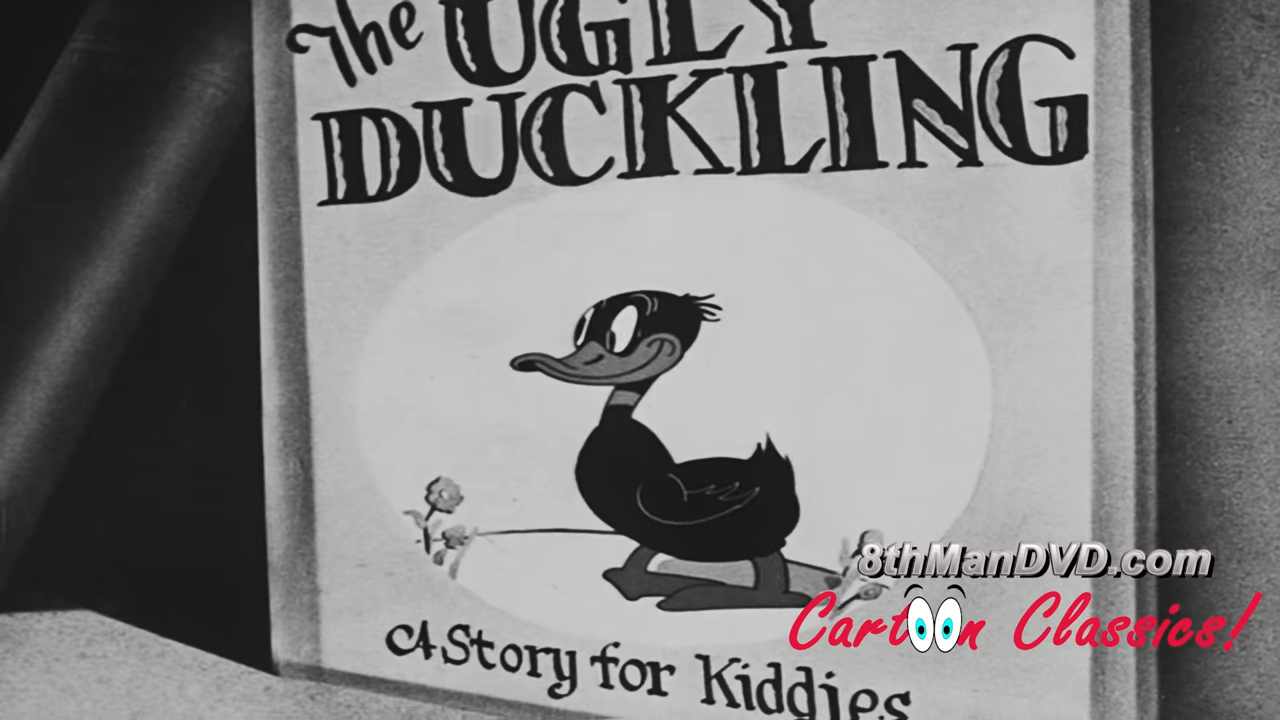 The UGLY
DUCKLING
A Story for Kiddies
8thManDVD.com
Cartoon Classics!